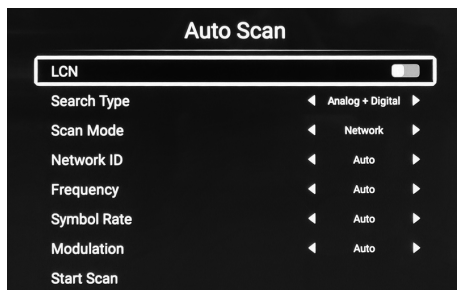 Auto Scan
LCN
Search Type Analog + Digital
Scan Mode Network
Network ID Auto
Frequency Auto
Symbol Rate Auto
Modulation Auto
Start Scan